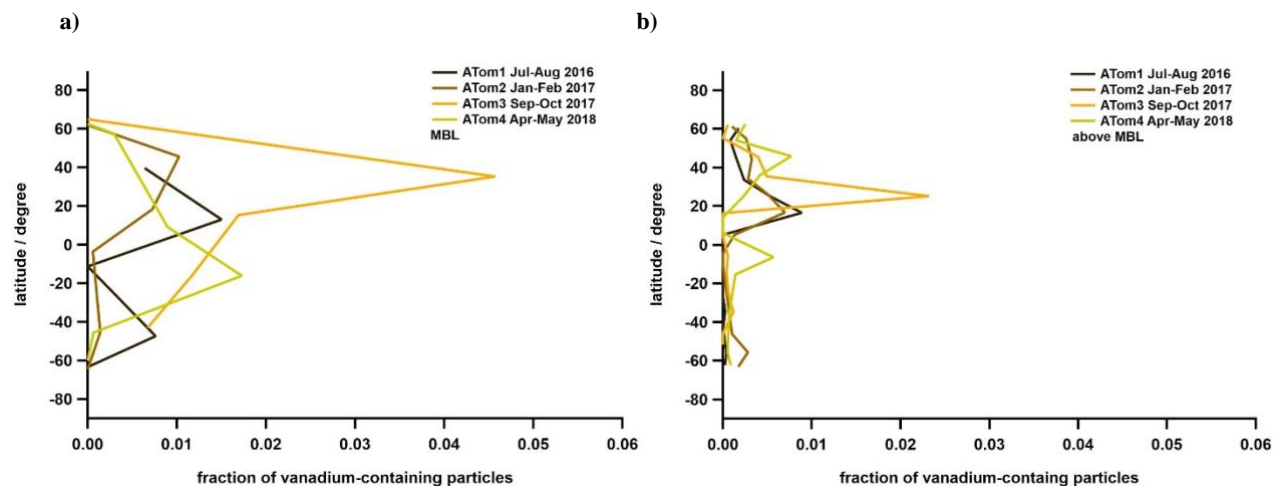 a)
ATom1 Jul-Aug 2016
ATom2 Jan-Feb 2017
ATom3 Sep-Oct 2017
ATom4 Apr-May 2018
MBL
80
60
40
20
0
-20
-40
-60
-80
latitude / degree
0.00 0.01 0.02 0.03 0.04 0.05 0.06
fraction of vanadium-containing particles
b)
ATom1 Jul-Aug 2016
ATom2 Jan-Feb 2017
ATom3 Sep-Oct 2017
ATom4 Apr-May 2018
above MBL
80
60
40
20
0
-20
-40
-60
-80
latitude / degree
0.00 0.01 0.02 0.03 0.04 0.05 0.06
fraction of vanadium-containg particles